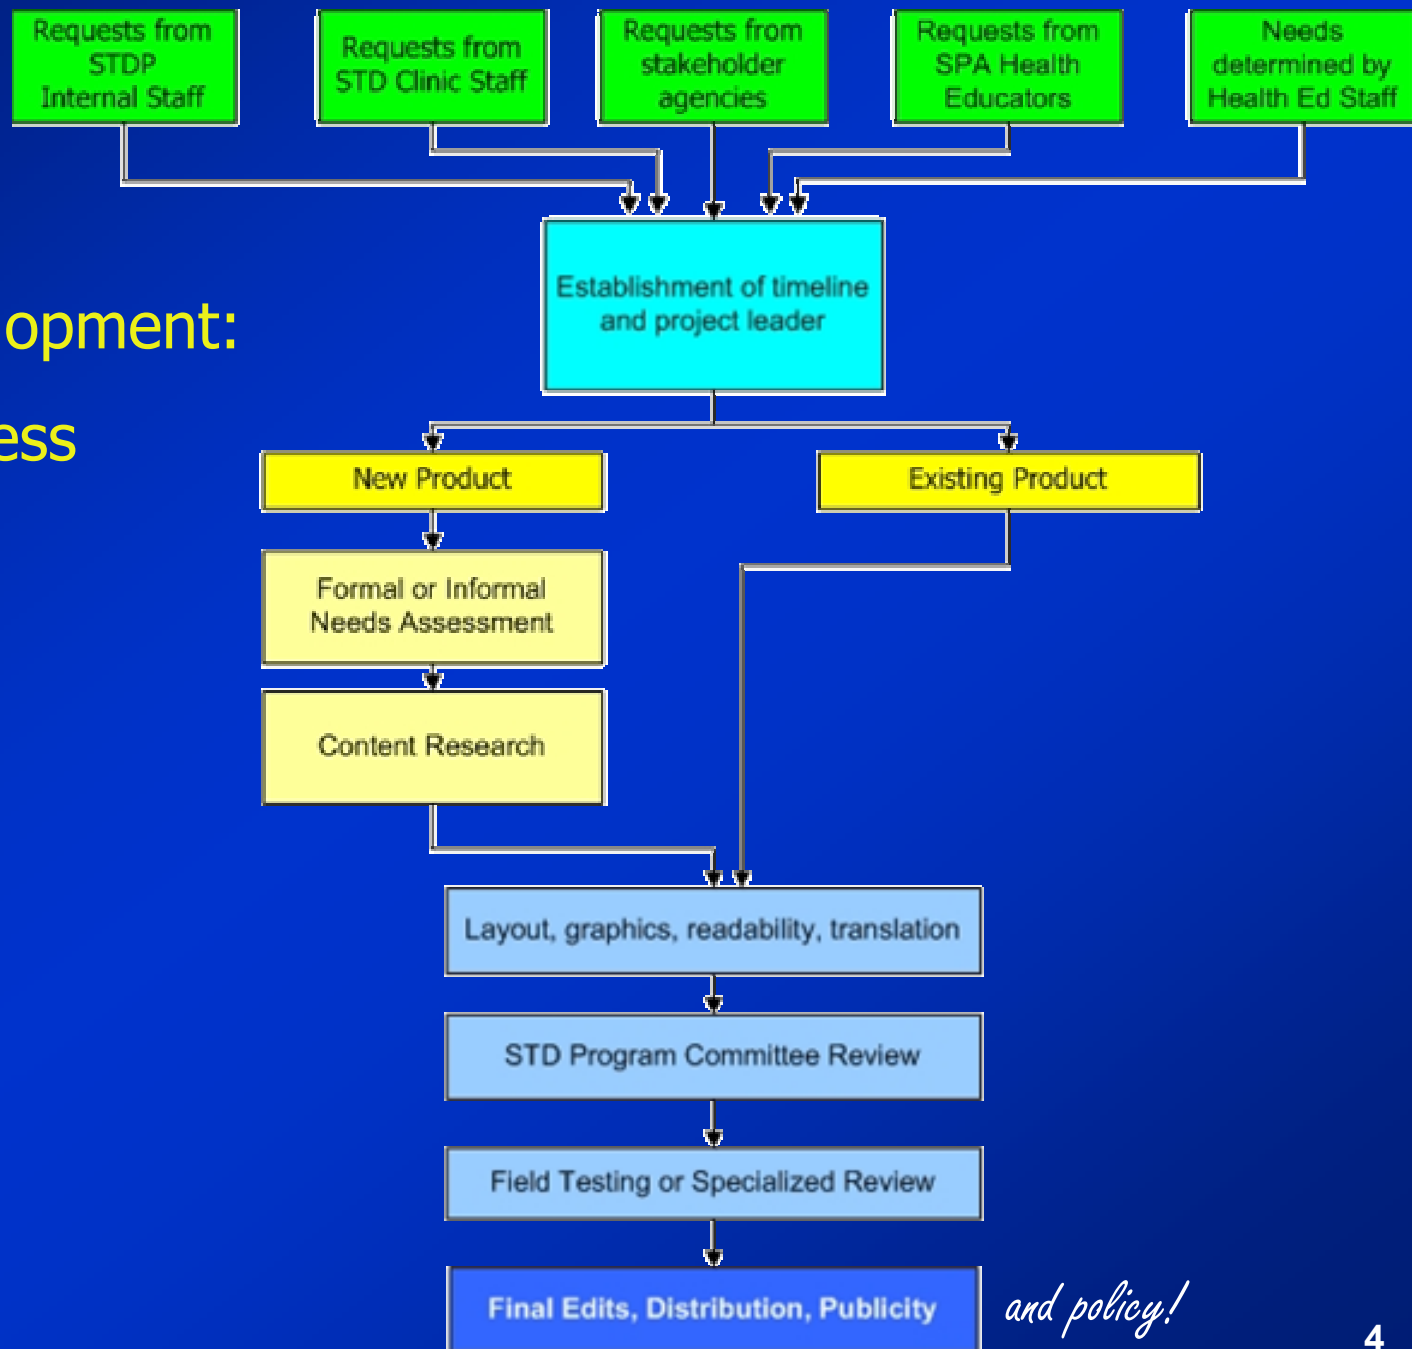 Requests from
STDP
Internal Staff
Requests from
STD Clinic Staff
Requests from
stakeholder
agencies
Requests from
SPA Health
Educators
Needs
determined by
Health Ed Staff
Establishment of timeline
and project leader
opment:
ess
New Product
Existing Product
Formal or Informal
Needs Assessment
Content Research
Layout, graphics, readability, translation
STD Program Committee Review
Field Testing or Specialized Review
Final Edits, Distribution, Publicity
and policy!
4